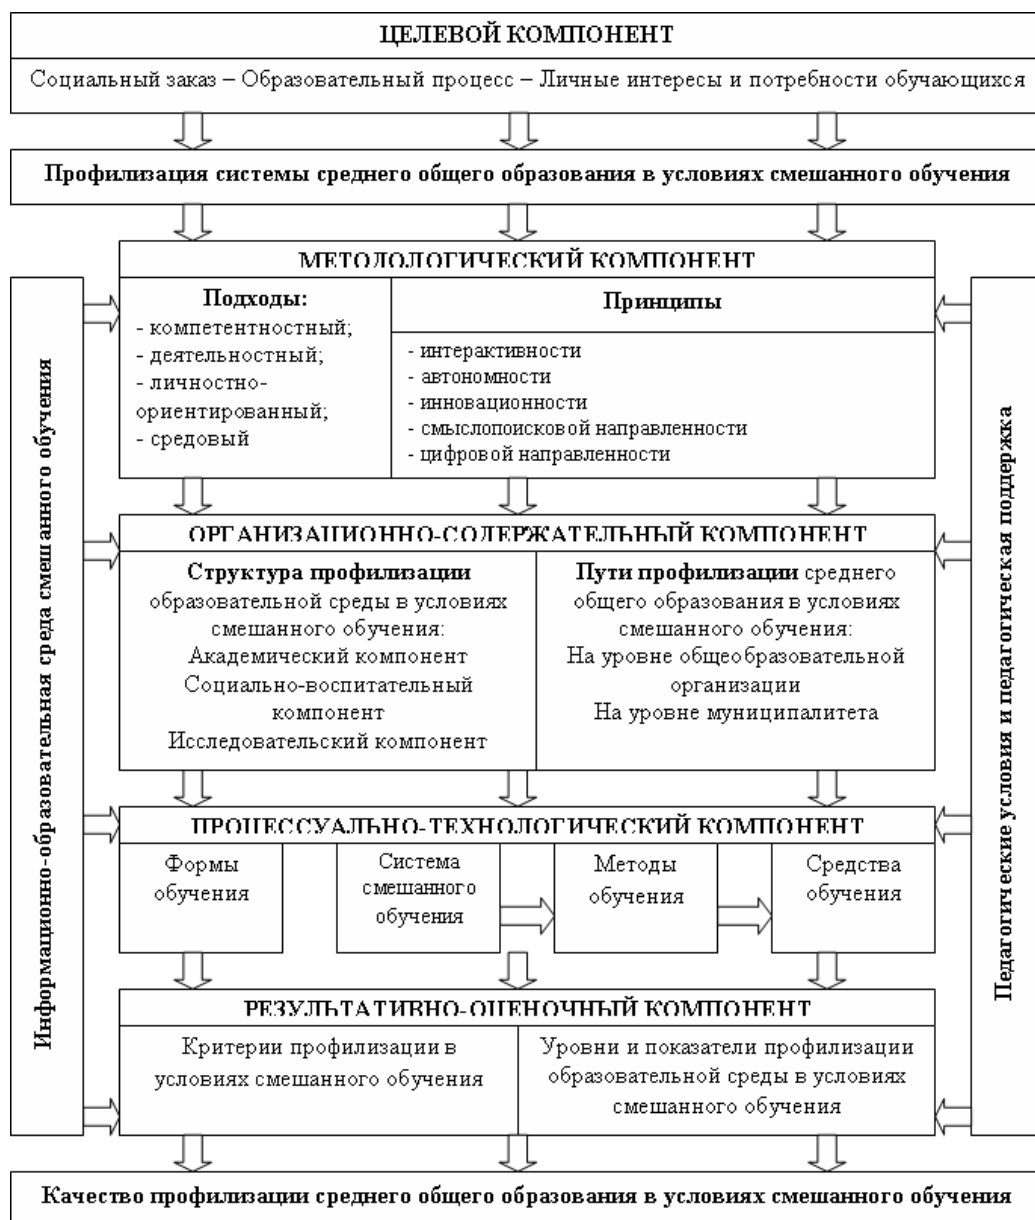 ЦЕЛЕВОЙ КОМПОНЕНТ
Социальный заказ – Образовательный процесс – Личные интересы и потребности обучающихся
Профилизация системы среднего общего образования в условиях смешанного обучения
МЕТОДОЛОГИЧЕСКИЙ КОМПОНЕНТ
Подходы:
- компетентностный;
- деятельностный;
- личностно-
ориентированный;
- средовый
Принципы
- интерактивности
- автономности
- инновационности
- смыслопоисковой направленности
- цифровой направленности
ОРГАНИЗАЦИОННО-СОДЕРЖАТЕЛЬНЫЙ КОМПОНЕНТ
Структура профилизации
образовательной среды в условиях
смешанного обучения:
Академический компонент
Социально-воспитательный
компонент
Исследовательский компонент
Пути профилизации среднего
общего образования в условиях
смешанного обучения:
На уровне общеобразовательной
организации
На уровне муниципалитета
ПРОЦЕССУАЛЬНО-ТЕХНОЛОГИЧЕСКИЙ КОМПОНЕНТ
Формы
обучения
Система
смешанного
обучения
Методы
обучения
Средства
обучения
РЕЗУЛЬТАТИВНО-ОЦЕНОЧНЫЙ КОМПОНЕНТ
Критерии профилизации в
условиях смешанного обучения
Уровни и показатели профилизации
образовательной среды в условиях
смешанного обучения
Информационно-образовательная среда смешанного обучения
Педагогические условия и педагогическая поддержка
Качество профилизации среднего общего образования в условиях смешанного обучения